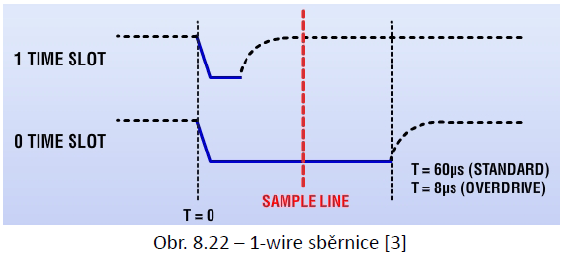 1 TIME SLOT
0 TIME SLOT
T = 60µs (STANDARD)
T = 8µs (OVERDRIVE)
SAMPLE LINE
T = 0
Obr. 8.22 – 1-wire sběrnice [3]